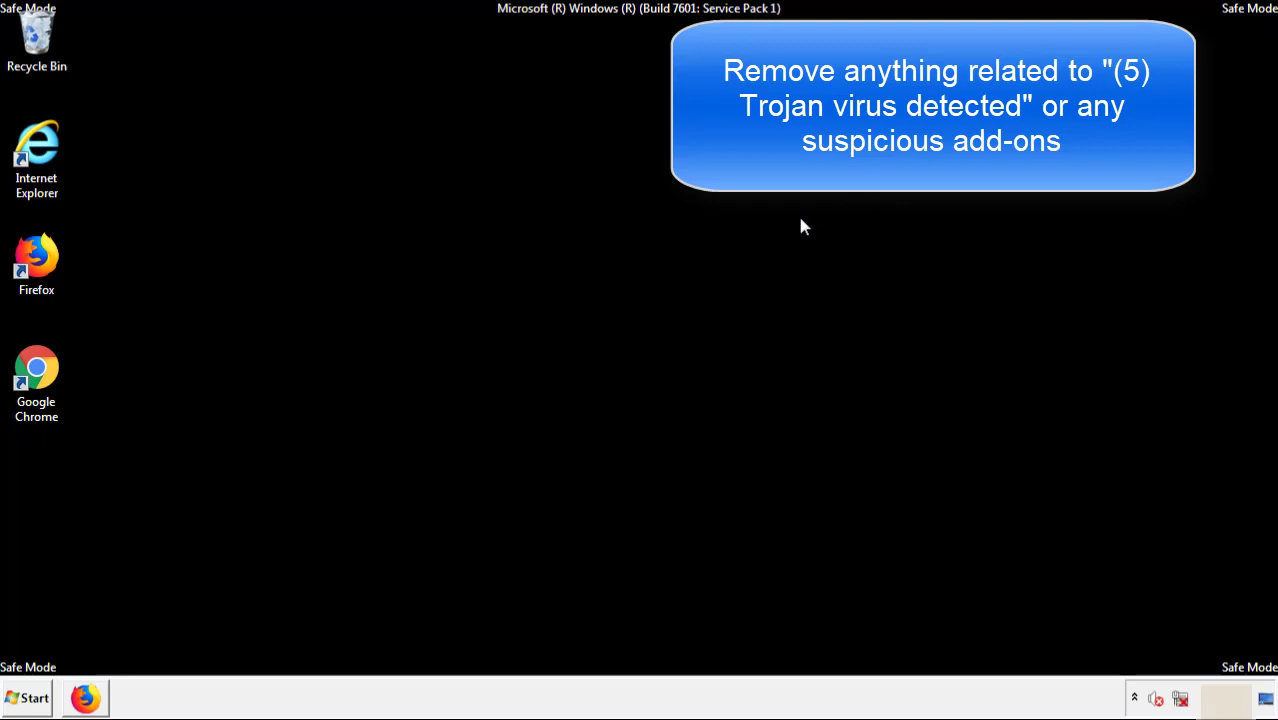 Safe Mode
Microsoft (R) Windows (R) (Build 7601: Service Pack 1)
Safe Mode
Remove anything related to "(5)
Trojan virus detected" or any
suspicious add-ons
Recycle Bin
Internet
Explorer
Firefox
Google
Chrome
Safe Mode
Safe Mode
Start